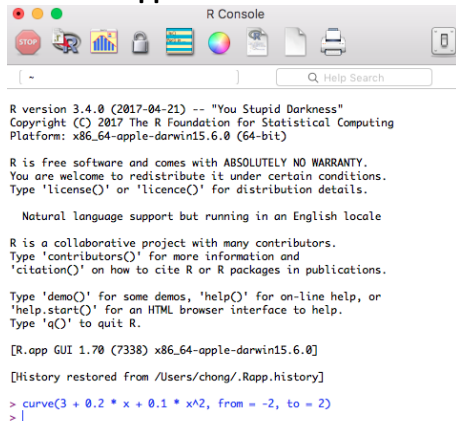 R Console
STOP
~
Q Help Search
R version 3.4.0 (2017-04-21) -- "You Stupid Darkness"
Copyright (C) 2017 The R Foundation for Statistical Computing
Platform: x86_64-apple-darwin15.6.0 (64-bit)
R is free software and comes with ABSOLUTELY NO WARRANTY.
You are welcome to redistribute it under certain conditions.
Type 'license()' or 'licence()' for distribution details.
Natural language support but running in an English locale
R is a collaborative project with many contributors.
Type 'contributors()' for more information and
'citation()' on how to cite R or R packages in publications.
Type 'demo()' for some demos, 'help()' for on-line help, or
'help.start()' for an HTML browser interface to help.
Type 'q()' to quit R.
[R.app GUI 1.70 (7338) x86_64-apple-darwin15.6.0]
[History restored from /Users/chong/.Rapp.history]
> curve(3 + 0.2 * x + 0.1 * x^2, from = -2, to = 2)
>